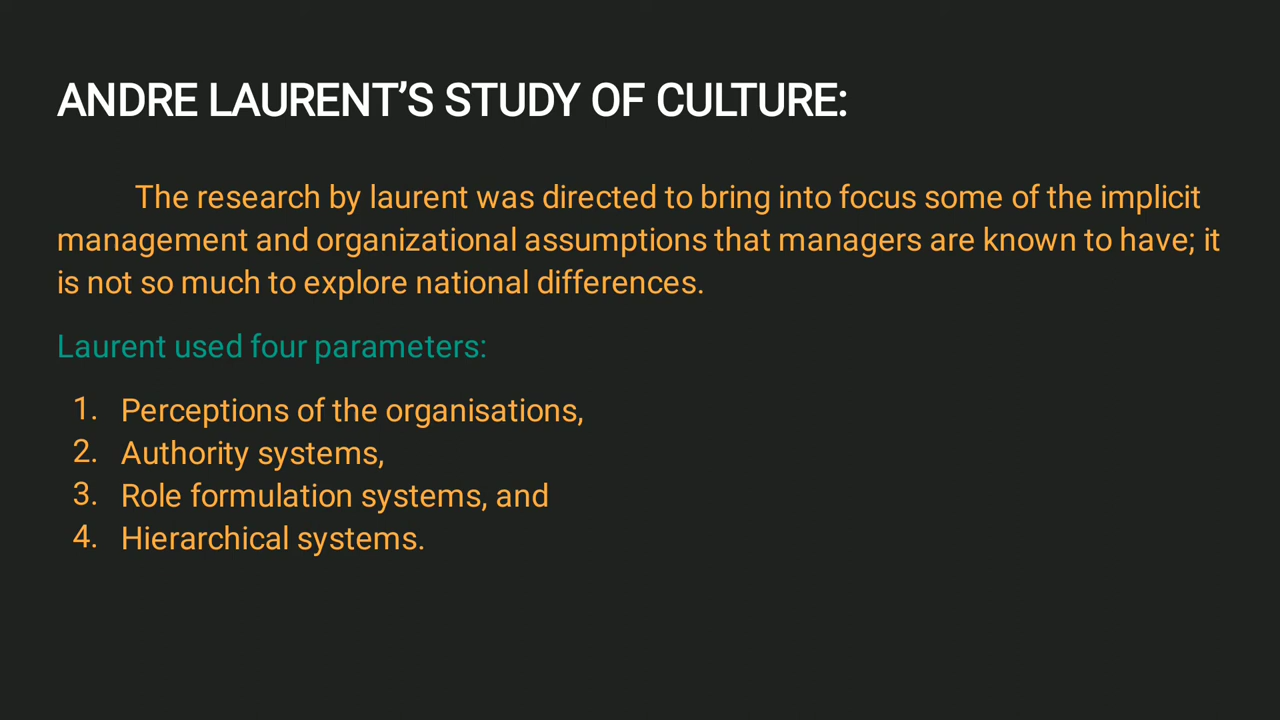 ANDRE LAURENT’S STUDY OF CULTURE:
The research by laurent was directed to bring into focus some of the implicit
management and organizational assumptions that managers are known to have; it
is not so much to explore national differences.
Laurent used four parameters:
1. Perceptions of the organisations,
2. Authority systems,
3. Role formulation systems, and
4. Hierarchical systems.